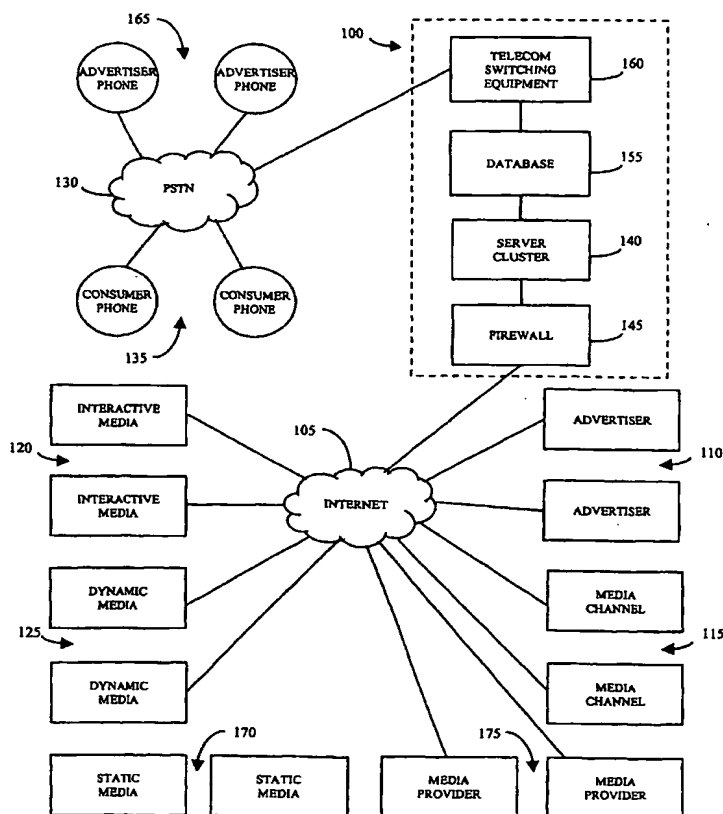 165
100
ADVERTISER
PHONE
ADVERTISER
PHONE
TELECOM
SWITCHING
EQUIPMENT
160
130
PSTN
DATABASE
155
SERVER
CLUSTER
140
CONSUMER
PHONE
CONSUMER
PHONE
135
FIREWALL
145
INTERACTIVE
MEDIA
105
ADVERTISER
120
110
INTERACTIVE
MEDIA
INTERNET
ADVERTISER
DYNAMIC
MEDIA
MEDIA
CHANNEL
125
115
DYNAMIC
MEDIA
MEDIA
CHANNEL
170
175
STATIC
MEDIA
STATIC
MEDIA
MEDIA
PROVIDER
MEDIA
PROVIDER